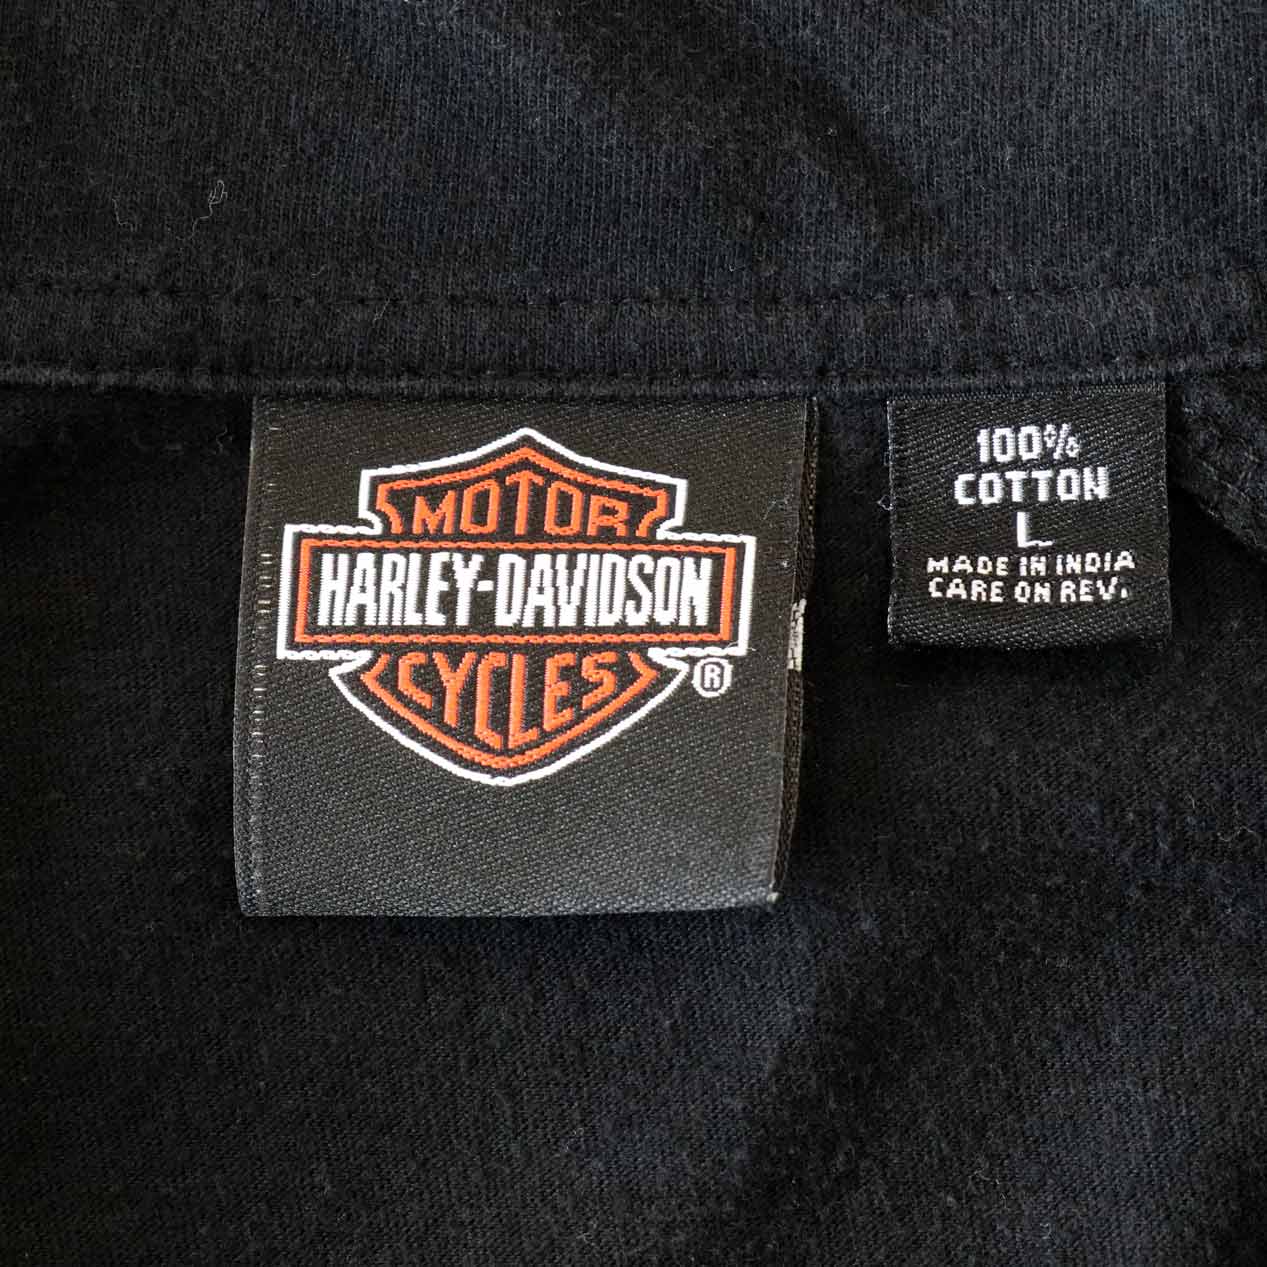 MOTOR
HARLEY-DAVIDSON
CYCLES
®
100%
COTTON
L
MADE IN INDIA
CARE ON REV.